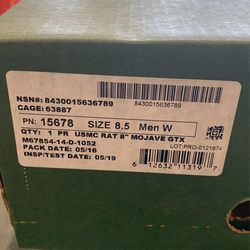 NSN#: 8430015636789
8430015636789
CAGE: 63887
PN: 15678 SIZE 8.5 Men W
QTY: 1 PR USMC RAT 8" MOJAVE GTX
M67854-14-D-1052
LOT:PRD-0121674
PACK DATE: 05/16
INSP/TEST DATE: 05/19
6 12632 11319 7